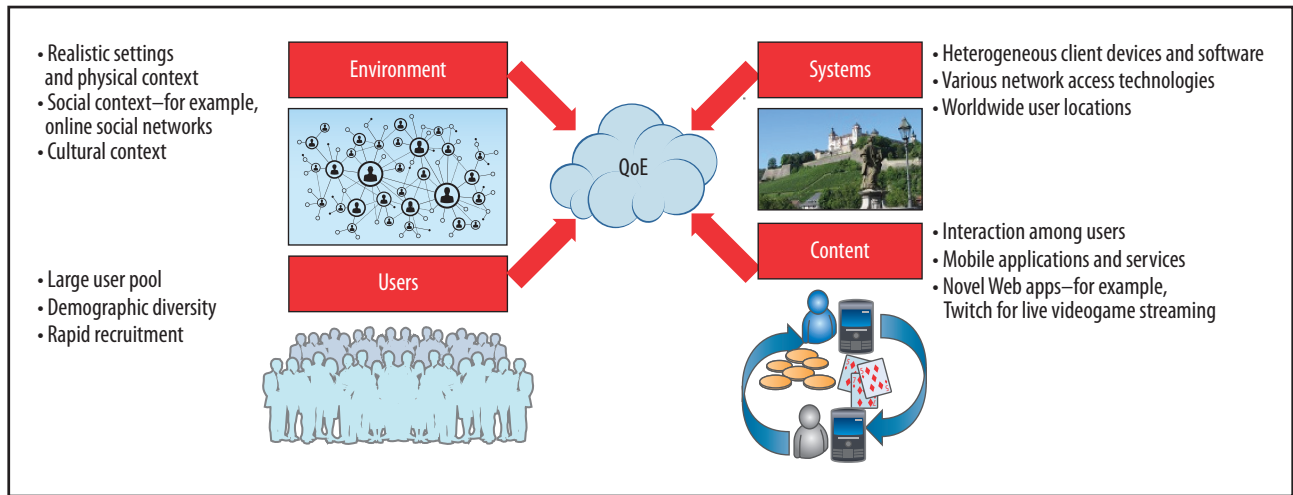 • Realistic settings
and physical context
• Social context–for example,
online social networks
• Cultural context
Environment
• Large user pool
• Demographic diversity
• Rapid recruitment
Users
QoE
Systems
• Heterogeneous client devices and software
• Various network access technologies
• Worldwide user locations
Content
• Interaction among users
• Mobile applications and services
• Novel Web apps–for example,
Twitch for live videogame streaming